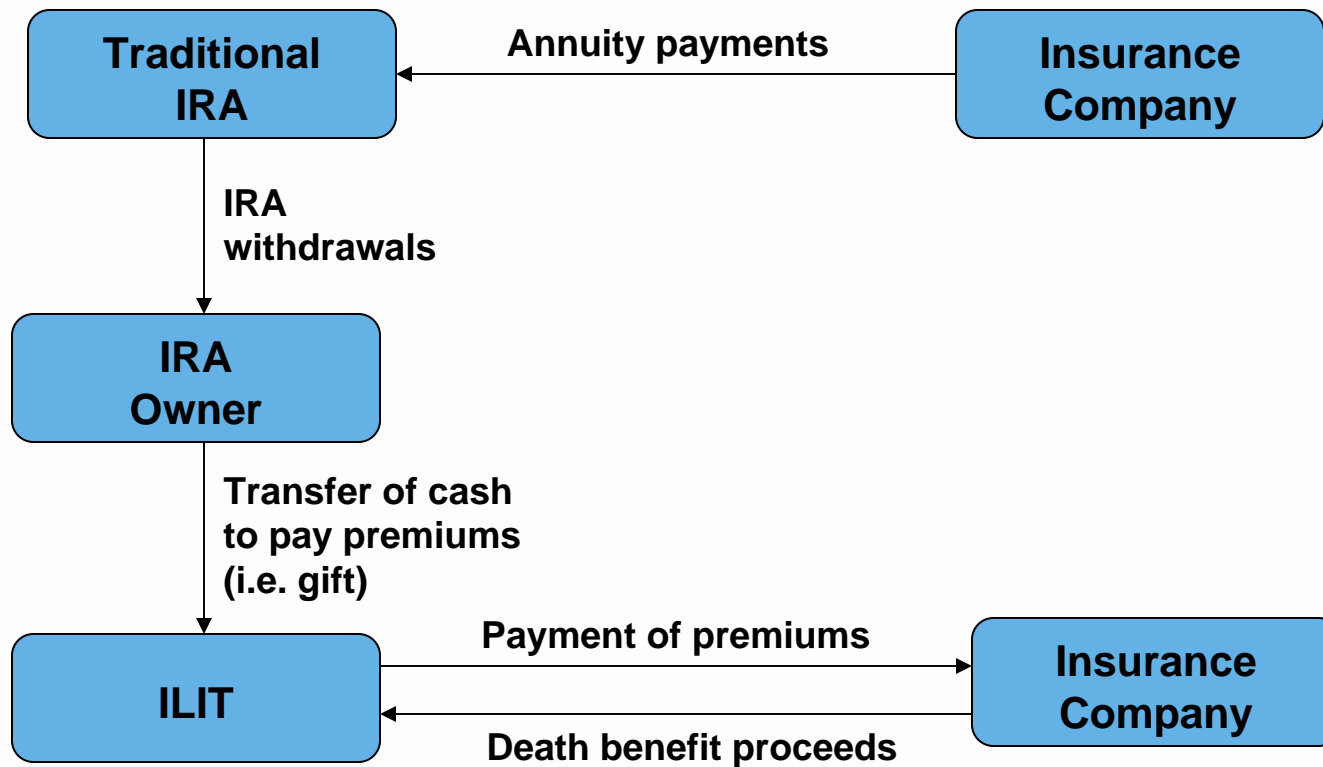 Traditional
IRA
Annuity payments
Insurance
Company
IRA
withdrawals
IRA
Owner
Transfer of cash
to pay premiums
(i.e. gift)
ILIT
Payment of premiums
Death benefit proceeds
Insurance
Company